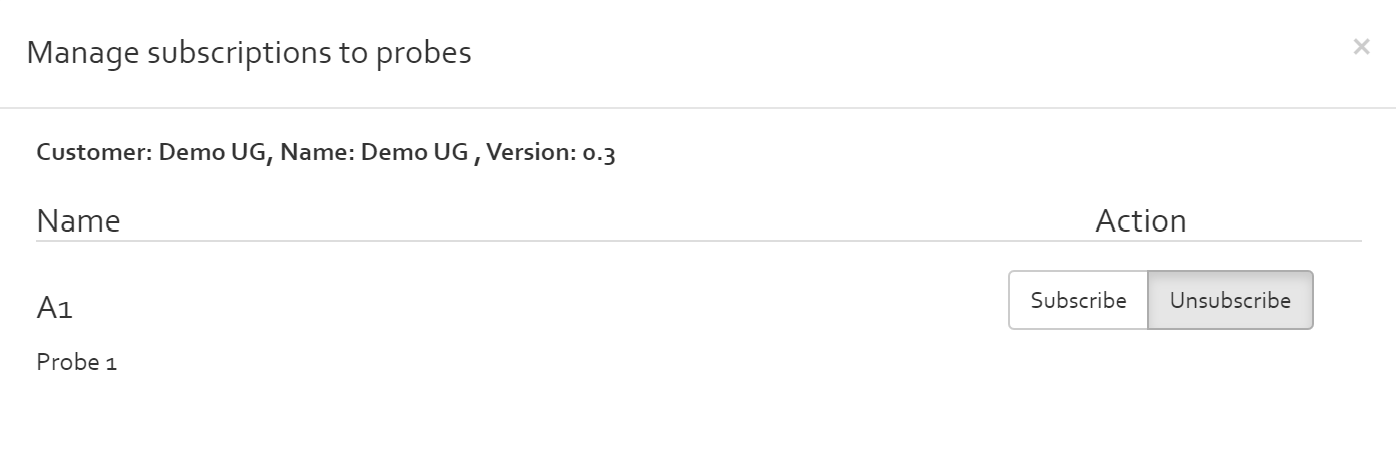 Manage subscriptions to probes ×
Customer: Demo UG, Name: Demo UG , Version: 0.3
Name Action
A1 Subscribe Unsubscribe
Probe 1